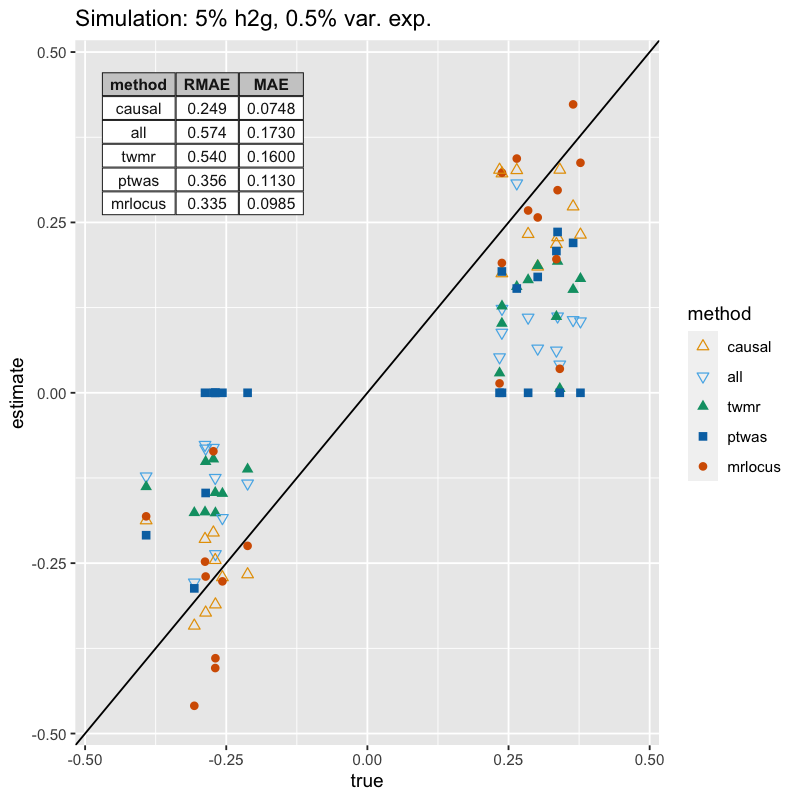 Simulation: 5% h2g, 0.5% var. exp.
method RMAE MAE
causal 0.249 0.0748
all 0.574 0.1730
twmr 0.540 0.1600
ptwas 0.356 0.1130
mrlocus 0.335 0.0985
0.50
0.25
0.00
-0.25
-0.50
estimate
-0.50 -0.25 0.00 0.25 0.50
true
method
causal
all
twmr
ptwas
mrlocus